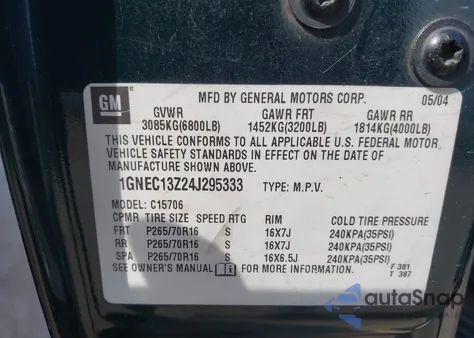 GM
MFD BY GENERAL MOTORS CORP. 05/04
GVWR GAWR FRT GAWR RR
3085KG(6800LB) 1452KG(3200LB) 1814KG(4000LB)
THIS VEHICLE CONFORMS TO ALL APPLICABLE U.S. FEDERAL MOTOR
VEHICLE SAFETY STANDARDS IN EFFECT ON THE DATE OF
MANUFACTURE SHOWN ABOVE.
1GNEC13Z24J295333 TYPE: M.P.V.
MODEL: C15706
CPMR TIRE SIZE SPEED RTG RIM COLD TIRE PRESSURE
FRT P265/70R16 S 16X7J 240KPA(35PSI)
RR P265/70R16 S 16X7J 240KPA(35PSI)
SPA P265/70R16 S 16X6.5J 240KPA(35PSI)
SEE OWNER'S MANUAL FOR MORE INFORMATION. F 381
T 387
autoSnap